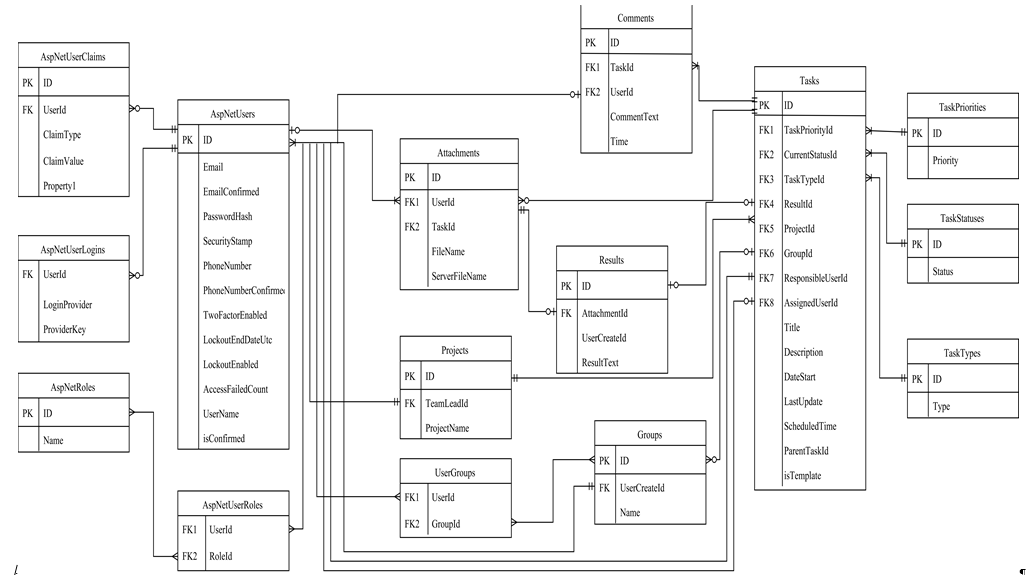 AspNetUserClaims
PK ID
FK UserId
ClaimType
ClaimValue
Property1
AspNetUserLogins
FK UserId
LoginProvider
ProviderKey
AspNetRoles
PK ID
Name
AspNetUsers
PK ID
Email
EmailConfirmed
PasswordHash
SecurityStamp
PhoneNumber
PhoneNumberConfirmed
TwoFactorEnabled
LockoutEndDateUtc
LockoutEnabled
AccessFailedCount
UserName
isConfirmed
AspNetUserRoles
FK1 UserId
FK2 RoleId
Attachments
PK ID
FK1 UserId
FK2 TaskId
FileName
ServerFileName
Projects
PK ID
FK TeamLeadId
ProjectName
UserGroups
FK1 UserId
FK2 GroupId
Comments
PK ID
FK1 TaskId
FK2 UserId
CommentText
Time
Results
PK ID
FK AttachmentId
UserCreateId
ResultText
Groups
PK ID
FK UserCreateId
Name
Tasks
PK ID
FK1 TaskPriorityId
FK2 CurrentStatusId
FK3 TaskTypeId
FK4 ResultId
FK5 ProjectId
FK6 GroupId
FK7 ResponsibleUserId
FK8 AssignedUserId
Title
Description
DateStart
LastUpdate
ScheduledTime
ParentTaskId
isTemplate
TaskPriorities
PK ID
Priority
TaskStatuses
PK ID
Status
TaskTypes
PK ID
Type
¶